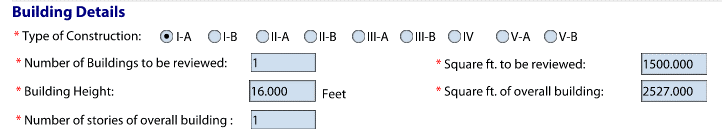 Building Details
* Type of Construction: I-A I-B II-A II-B III-A III-B IV V-A V-B
* Number of Buildings to be reviewed: 1 * Square ft. to be reviewed: 1500.000
* Building Height: 16.000 Feet * Square ft. of overall building: 2527.000
* Number of stories of overall building : 1